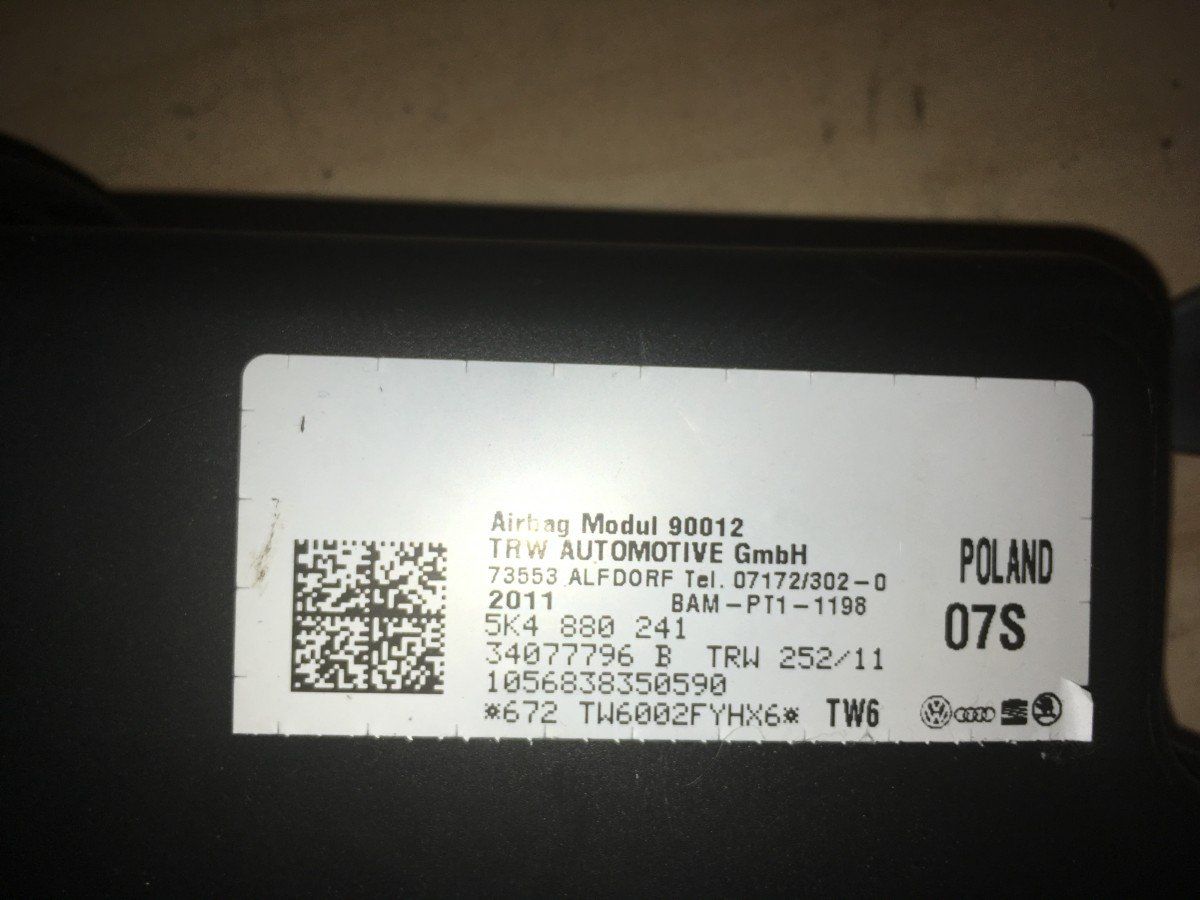 Airbag Modul 90012
TRW AUTOMOTIVE GmbH
73553 ALFDORF Tel. 07172/302-0
2011 BAM-PT1-1198
5K4 880 241
34077796 B TRW 252/11
1056838350590
*672 TW6002FYHX6* TW6
POLAND
07S